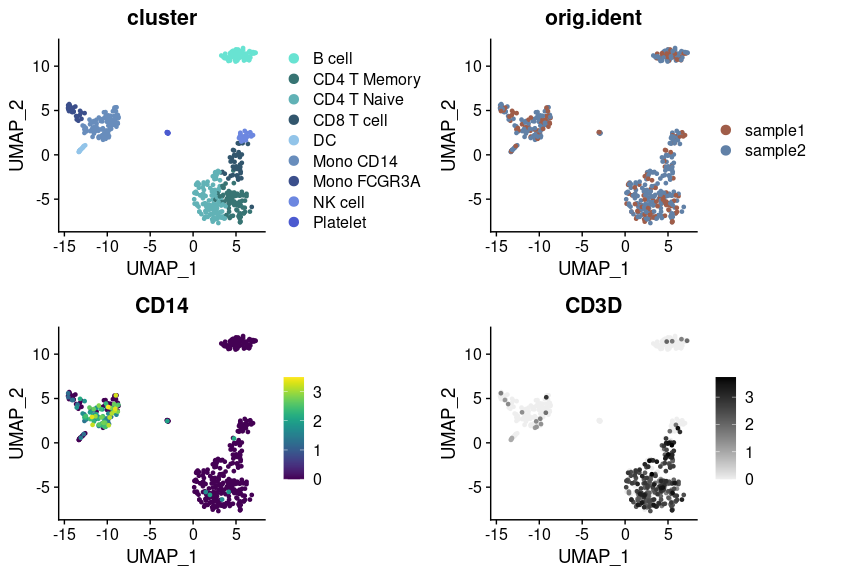 cluster
UMAP_2
10
5
0
-5
-15
-10
-5
0
5
UMAP_1
B cell
CD4 T Memory
CD4 T Naive
CD8 T cell
DC
Mono CD14
Mono FCGR3A
NK cell
Platelet
orig.ident
UMAP_2
10
5
0
-5
-15
-10
-5
0
5
UMAP_1
sample1
sample2
CD14
UMAP_2
10
5
0
-5
-15
-10
-5
0
5
UMAP_1
3
2
1
0
CD3D
UMAP_2
10
5
0
-5
-15
-10
-5
0
5
UMAP_1
3
2
1
0